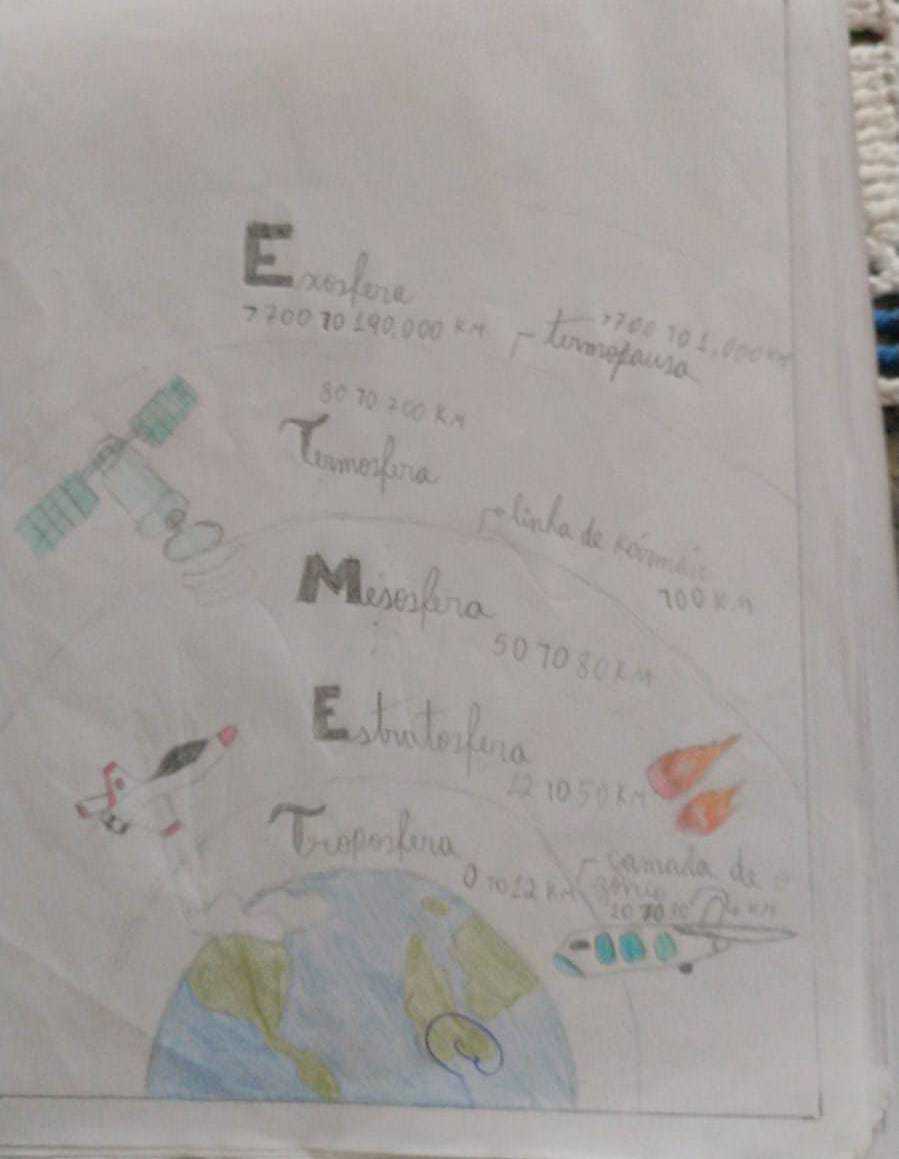 Exosfera
>700 TO 190.000 KM
termopausa
>700 TO 1.000 KM
80 TO 700 KM
Termosfera
linha de
100 KM
Mesosfera
50 TO 80 KM
Estratosfera
12 TO 50 KM
Troposfera
0 TO 12 KM
camada de